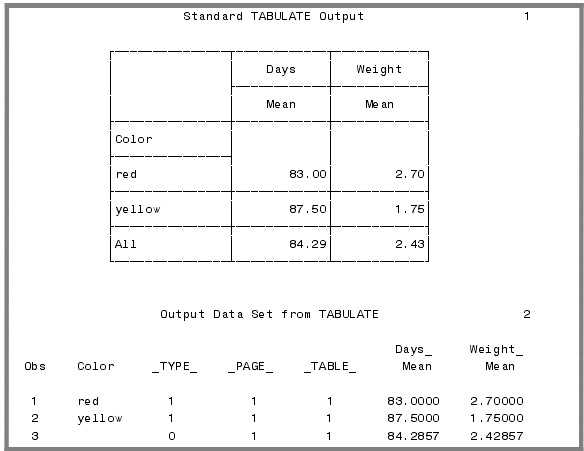 Standard TABULATE Output 1
Days Weight
Mean Mean
Color
red 83.00 2.70
yellow 87.50 1.75
All 84.29 2.43
Output Data Set from TABULATE 2
Days_ Weight_
Obs Color _TYPE_ _PAGE_ _TABLE_ Mean Mean
1 red 1 1 1 83.0000 2.70000
2 yellow 1 1 1 87.5000 1.75000
3 0 1 1 84.2857 2.42857